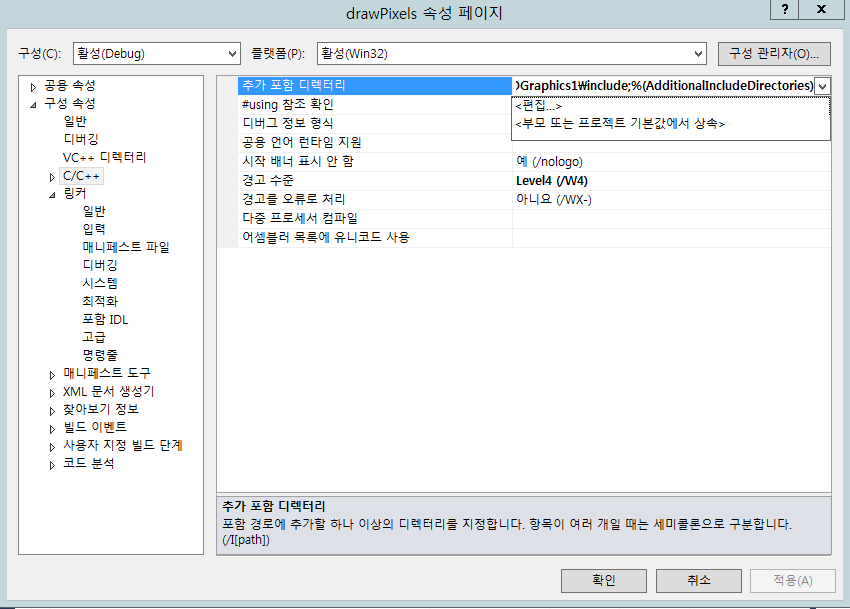 drawPixels 속성 페이지
? x
구성(C): 활성(Debug) 플랫폼(P): 활성(Win32) 구성 관리자(O)...
공용 속성
구성 속성
일반
디버깅
VC++ 디렉터리
C/C++
링커
일반
입력
매니페스트 파일
디버깅
시스템
최적화
포함 IDL
고급
명령줄
매니페스트 도구
XML 문서 생성기
찾아보기 정보
빌드 이벤트
사용자 지정 빌드 단계
코드 분석
추가 포함 디렉터리 )Graphics1₩include;%(AdditionalIncludeDirectories)
#using 참조 확인
<편집...>
디버그 정보 형식
<부모 또는 프로젝트 기본값에서 상속>
공용 언어 런타임 지원
시작 배너 표시 안 함 예 (/nologo)
경고 수준 Level4 (/W4)
경고를 오류로 처리 아니요 (/WX-)
다중 프로세서 컴파일
어셈블러 목록에 유니코드 사용
추가 포함 디렉터리
포함 경로에 추가할 하나 이상의 디렉터리를 지정합니다. 항목이 여러 개일 때는 세미콜론으로 구분합니다.
(/I[path])
확인 취소 적용(A)